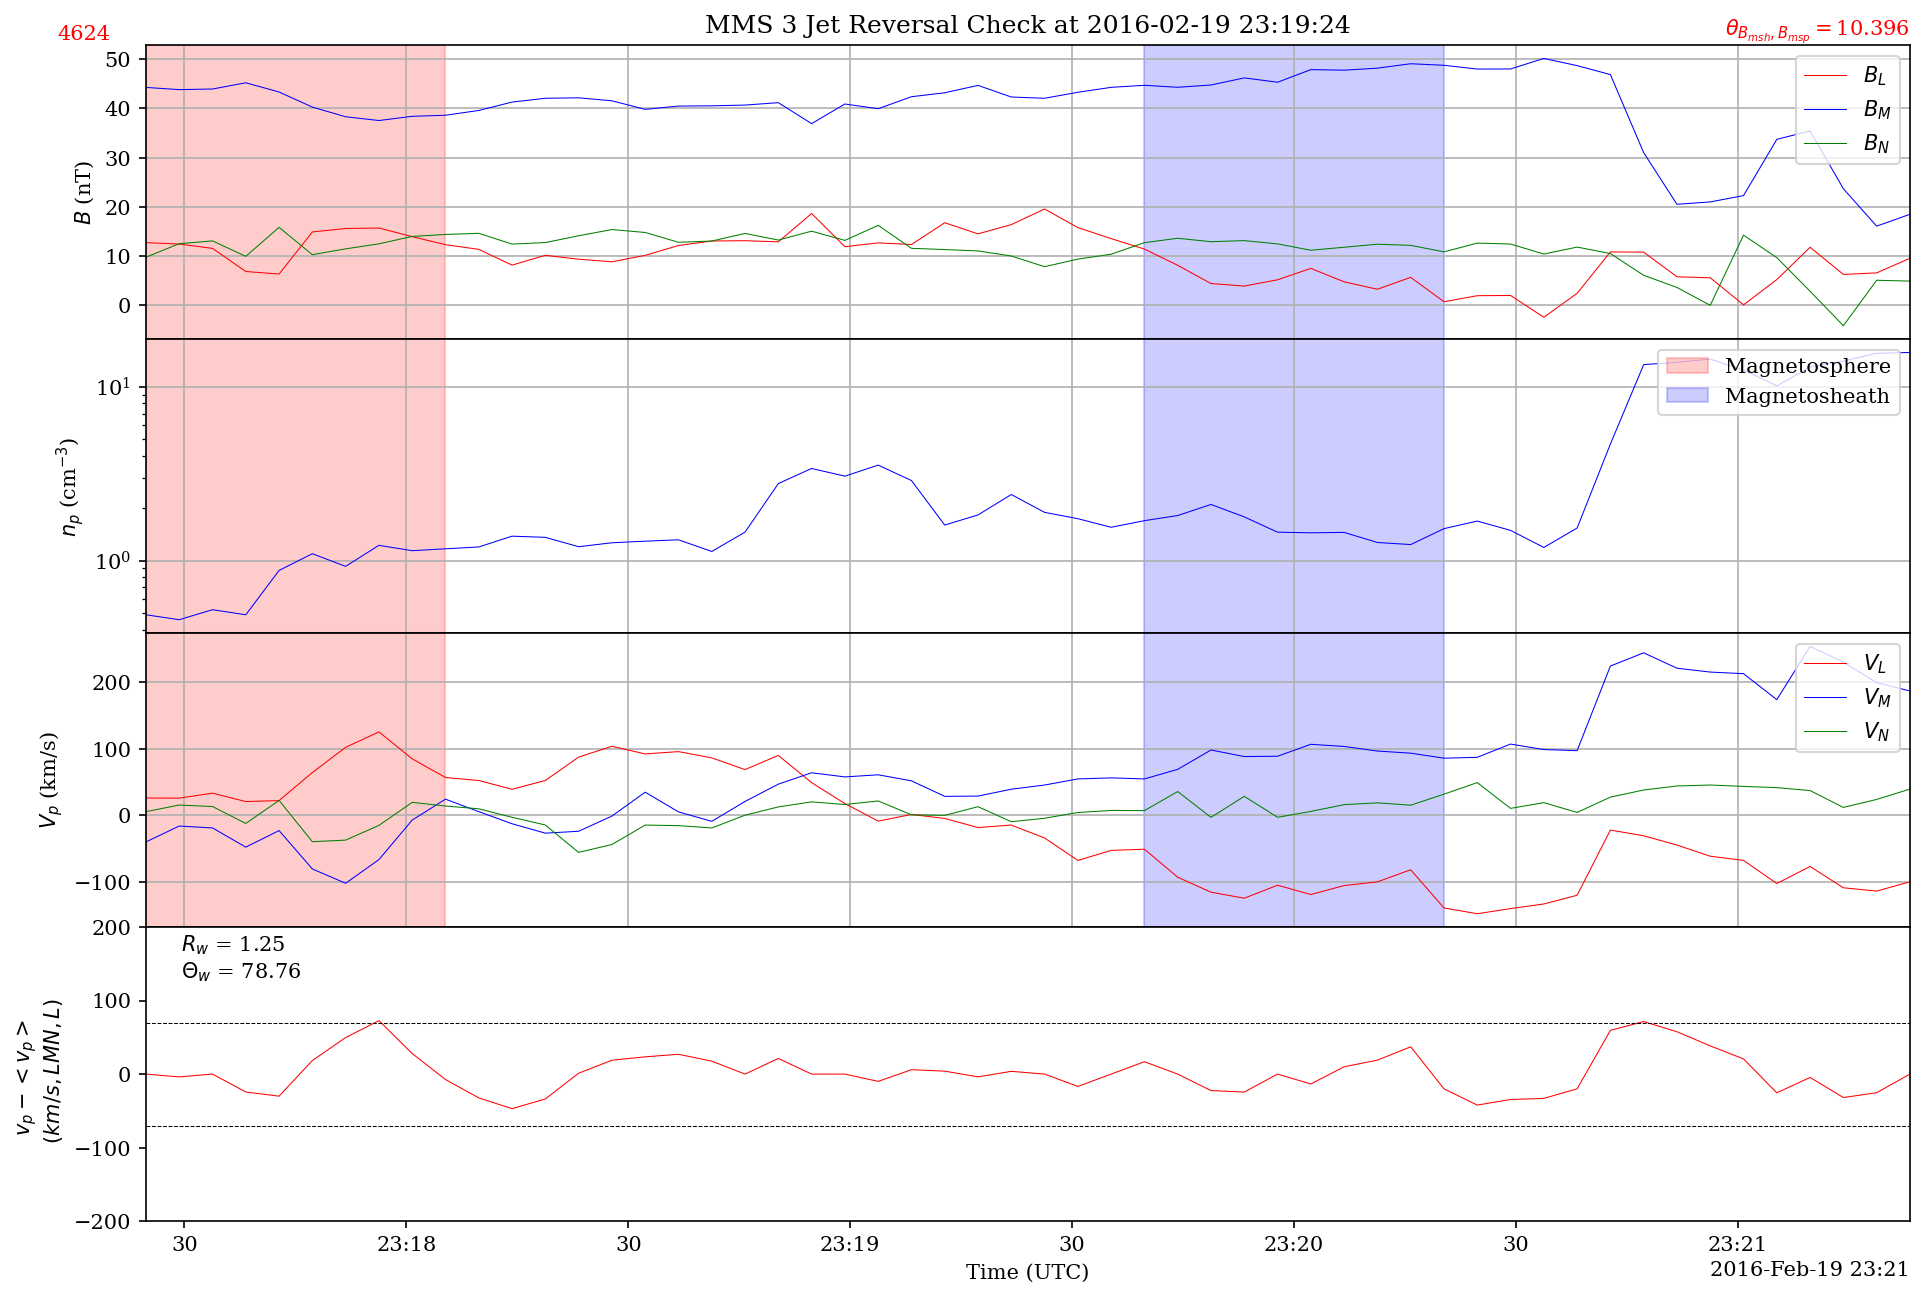 4624
MMS 3 Jet Reversal Check at 2016-02-19 23:19:24
θ_{B_{msh}, B_{msp}} = 10.396
50
40
30
20
10
0
B (nT)
B_L
B_M
B_N
10^1
10^0
n_p (cm^{−3})
Magnetosphere
Magnetosheath
200
100
0
−100
V_p (km/s)
V_L
V_M
V_N
200
100
0
−100
−200
v_p − < v_p >
(km/s, LMN, L)
R_w = 1.25
Θ_w = 78.76
30
23:18
30
23:19
30
23:20
30
23:21
Time (UTC)
2016-Feb-19 23:21